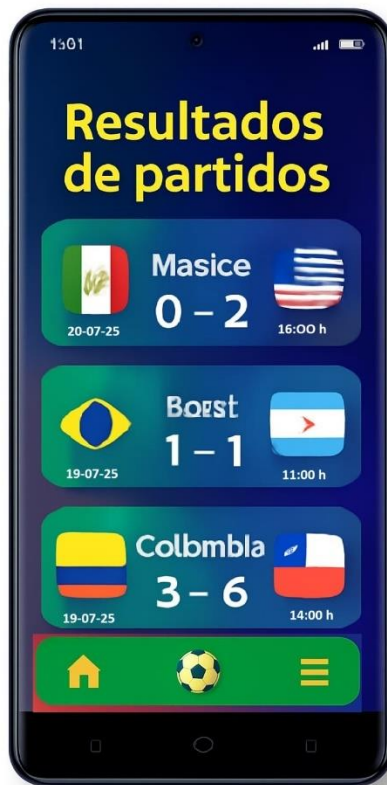 1301
Resultados
de partidos
Masice
0 – 2
20-07-25
16:00 h
Borst
1 – 1
19-07-25
11:00 h
Colbmbla
3 – 6
19-07-25
14:00 h